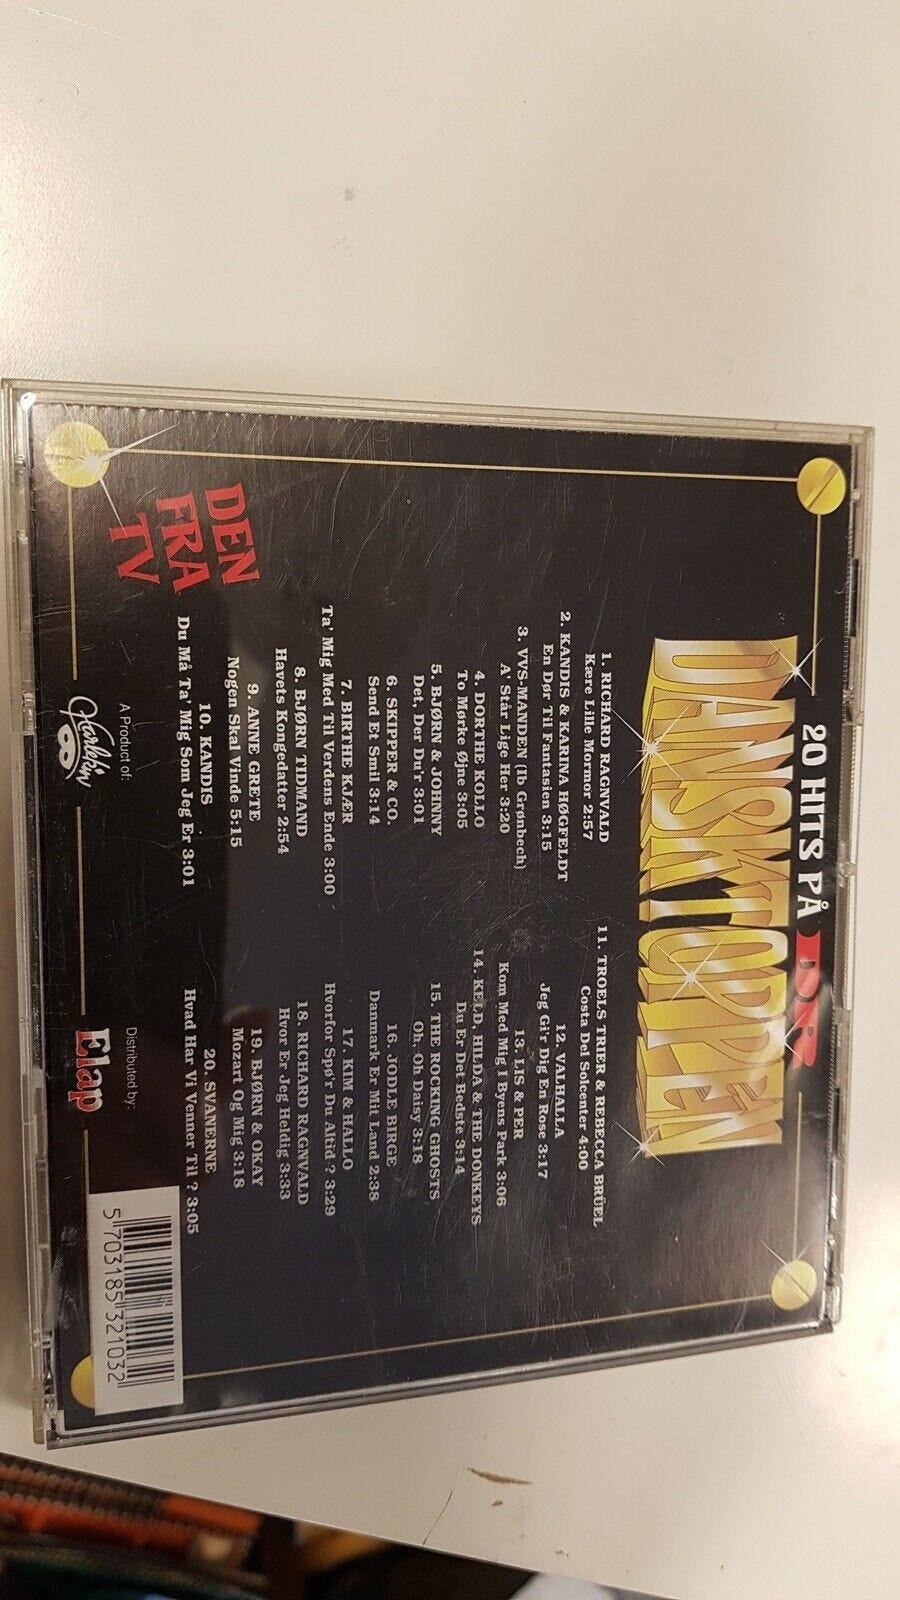 20 HITS PÅ DR
DANSKTOPPEN
1. RICHARD RAGNVALD
Kære Lille Mormor 2:57
2. KANDIS & KARINA HØGFELDT
En Dør Til Fantasien 3:15
3. VVS-MANDEN (Ib Grønbech)
A' Står Lige Her 3:20
4. DORTHE KOLLO
To Mørke Øjne 3:05
5. BJØRN & JOHNNY
Det, Der Du'r 3:01
6. SKIPPER & CO.
Send Et Smil 3:14
7. BIRTHE KJÆR
Ta' Mig Med Til Verdens Ende 3:00
8. BJØRN TIDMAND
Havets Kongedatter 2:54
9. ANNE GRETE
Nogen Skal Vinde 5:15
10. KANDIS
Du Må Ta' Mig Som Jeg Er 3:01
11. TROELS TRIER & REBECCA BRÜEL
Costa Del Solcenter 4:00
12. VALHALLA
Jeg Gi'r Dig En Rose 3:17
13. LIS & PER
Kom Med Mig I Byens Park 3:06
14. KELD, HILDA & THE DONKEYS
Du Er Det Bedste 3:14
15. THE ROCKING GHOSTS
Oh, Oh Daisy 3:18
16. JODLE BIRGE
Danmark Er Mit Land 2:38
17. KIM & HALLO
Hvorfor Spø'r Du Altid ? 3:29
18. RICHARD RAGNVALD
Hvor Er Jeg Heldig 3:33
19. BJØRN & OKAY
Mozart Og Mig 3:18
20. SVANERNE
Hvad Har Vi Venner Til ? 3:05
DEN
FRA
TV
A Product of:
Harlekin
Distributed by:
Elap
5 703185 321032